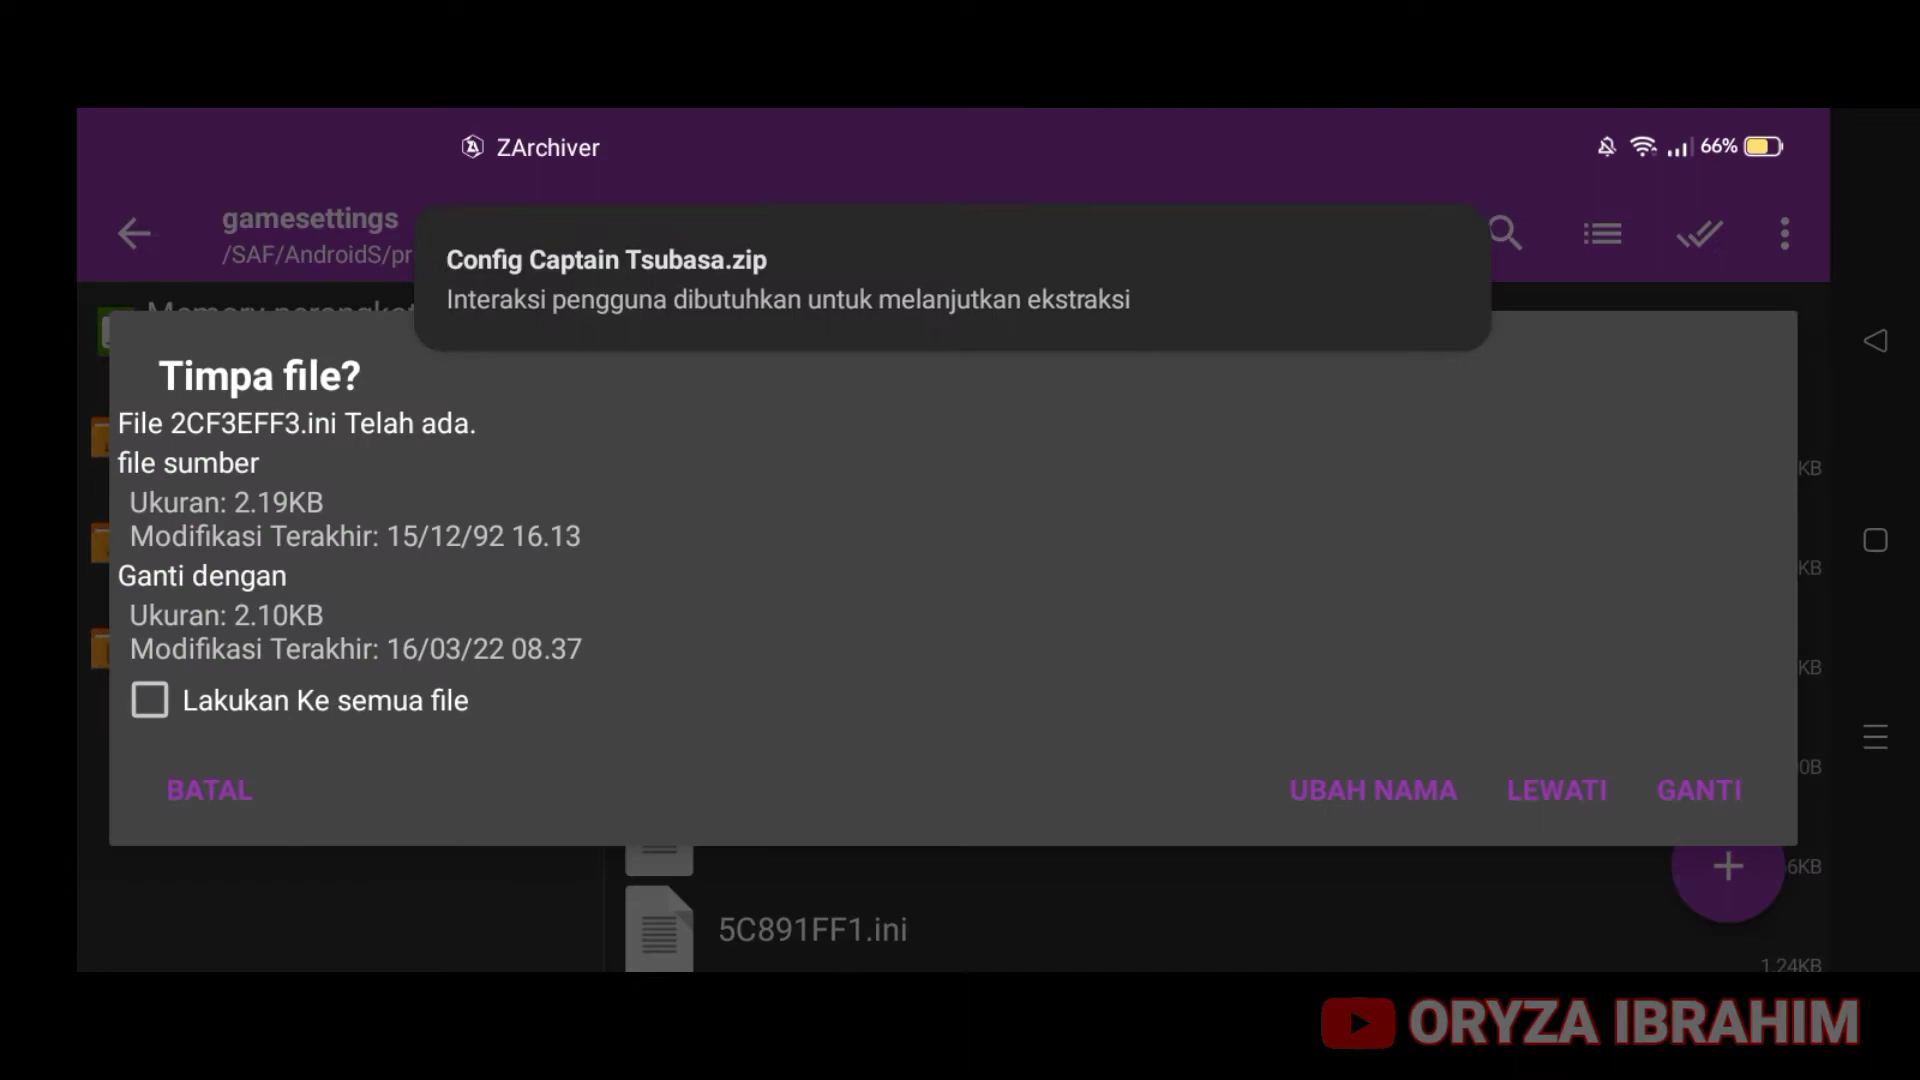 ZArchiver
66%
gamesettings
/SAF/AndroidS/pr
Config Captain Tsubasa.zip
Interaksi pengguna dibutuhkan untuk melanjutkan ekstraksi
Timpa file?
File 2CF3EFF3.ini Telah ada.
file sumber
Ukuran: 2.19KB
Modifikasi Terakhir: 15/12/92 16.13
Ganti dengan
Ukuran: 2.10KB
Modifikasi Terakhir: 16/03/22 08.37
Lakukan Ke semua file
BATAL
UBAH NAMA
LEWATI
GANTI
KB
KB
KB
0B
6KB
5C891FF1.ini
1.24KB
ORYZA IBRAHIM